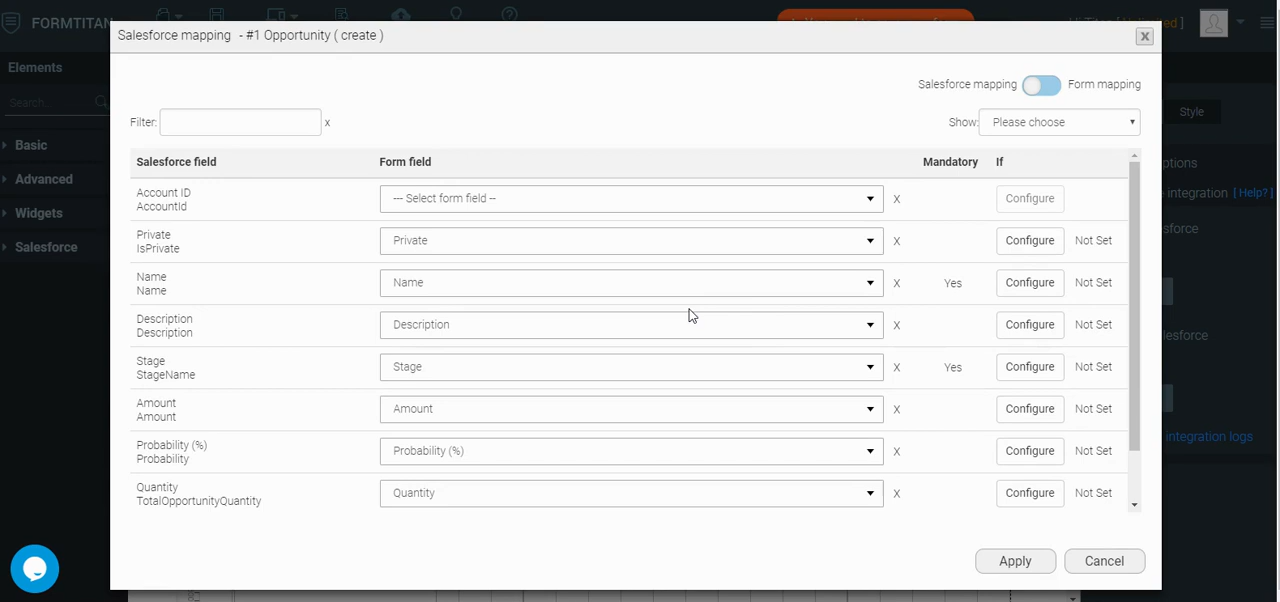 FORMTITAN
Salesforce mapping - #1 Opportunity ( create )
X
Elements
Search.
Basic
Advanced
Widgets
Salesforce
Salesforce mapping Form mapping
Filter: x
Show: Please choose
Salesforce field Form field Mandatory If
Account ID
AccountId
--- Select form field -- X Configure
Private
IsPrivate
Private X Configure Not Set
Name
Name
Name X Yes Configure Not Set
Description
Description
Description X Configure Not Set
Stage
StageName
Stage X Yes Configure Not Set
Amount
Amount
Amount X Configure Not Set
Probability (%)
Probability
Probability (%) X Configure Not Set
Quantity
TotalOpportunityQuantity
Quantity X Configure Not Set
Apply Cancel
Style
ptions
integration [Help?]
sforce
lesforce
integration logs